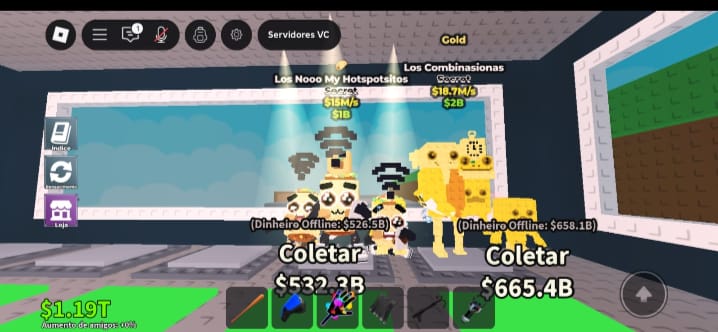 1
Servidores VC
Gold
Los Nooo My Hotspotsitos
Secret
$15M/s
$1B
Los Combinasionas
Secret
$18.7M/s
$2B
Índice
Loja
(Dinheiro Offline: $526.5B)
Coletar
$532.3B
(Dinheiro Offline: $658.1B)
Coletar
$665.4B
$1.19T
Aumento de amigos: +0%